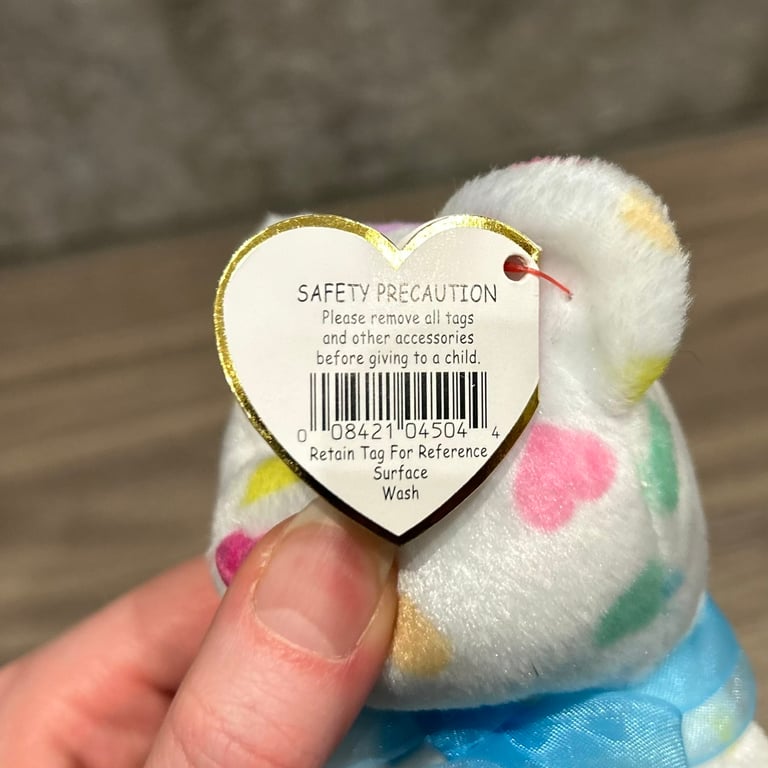 SAFETY PRECAUTION
Please remove all tags
and other accessories
before giving to a child.
0 08421 04504 4
Retain Tag For Reference
Surface
Wash